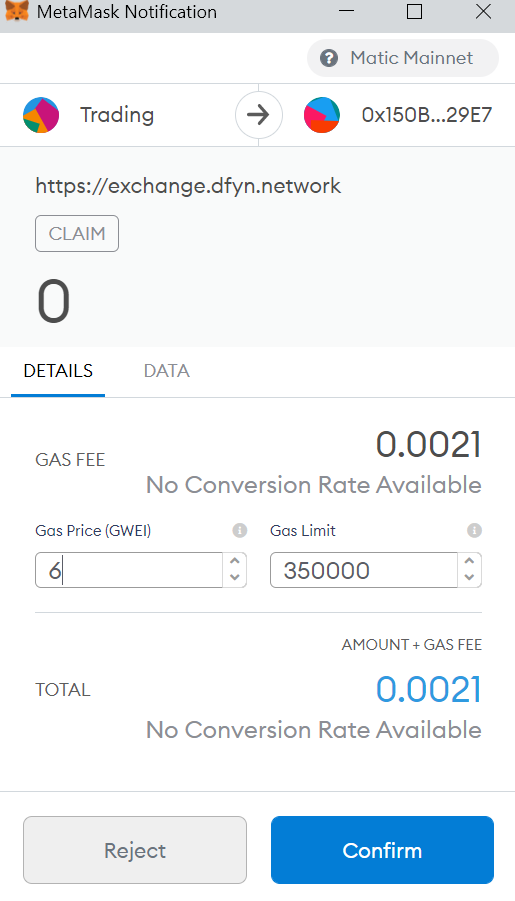 MetaMask Notification
Matic Mainnet
Trading
0x150B...29E7
https://exchange.dfyn.network
CLAIM
0
DETAILS DATA
GAS FEE
0.0021
No Conversion Rate Available
Gas Price (GWEI)
Gas Limit
6
350000
AMOUNT + GAS FEE
TOTAL
0.0021
No Conversion Rate Available
Reject
Confirm